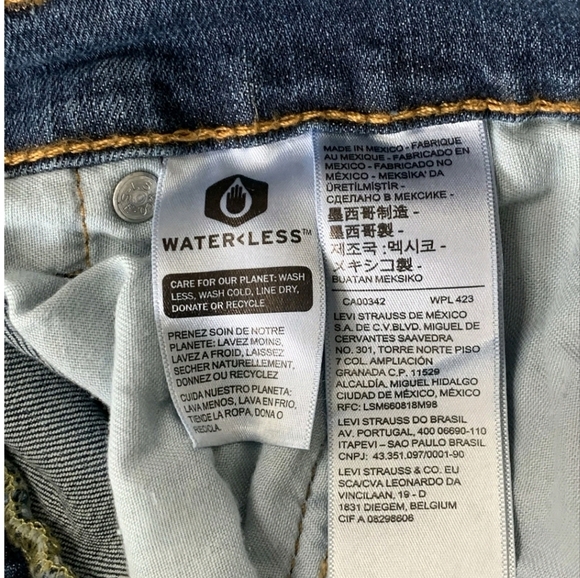 WATER<LESS™
CARE FOR OUR PLANET: WASH
LESS, WASH COLD, LINE DRY,
DONATE OR RECYCLE
PRENEZ SOIN DE NOTRE
PLANETE: LAVEZ MOINS,
LAVEZ A FROID, LAISSEZ
SECHER NATURELLEMENT,
DONNEZ OU RECYCLEZ
CUIDA NUESTRO PLANETA:
LAVA MENOS, LAVA EN FRIO,
TIENDE LA ROPA, DONA O
RECICLA
MADE IN MEXICO - FABRIQUE
AU MEXIQUE - FABRICADO EN
MÉXICO - FABRICADO NO
MÉXICO - MEKSIKA' DA
ÜRETİLMİŞTİR -
СДЕЛАНО В МЕКСИКЕ -
墨西哥制造 -
墨西哥製 -
제조국 :멕시코 -
メキシコ製 -
BUATAN MEKSIKO
CA00342 WPL 423
LEVI STRAUSS DE MÉXICO
S.A. DE C.V.BLVD. MIGUEL DE
CERVANTES SAAVEDRA
NO. 301, TORRE NORTE PISO
7 COL. AMPLIACIÓN
GRANADA C.P. 11529
ALCALDÍA, MIGUEL HIDALGO
CIUDAD DE MÉXICO, MÉXICO
RFC: LSM660818M98
LEVI STRAUSS DO BRASIL
AV. PORTUGAL, 400 06690-110
ITAPEVI – SAO PAULO BRASIL
CNPJ: 43.351.097/0001-90
LEVI STRAUSS & CO. EU
SCA/CVA LEONARDO DA
VINCILAAN, 19 - D
1831 DIEGEM, BELGIUM
CIF A 08298606